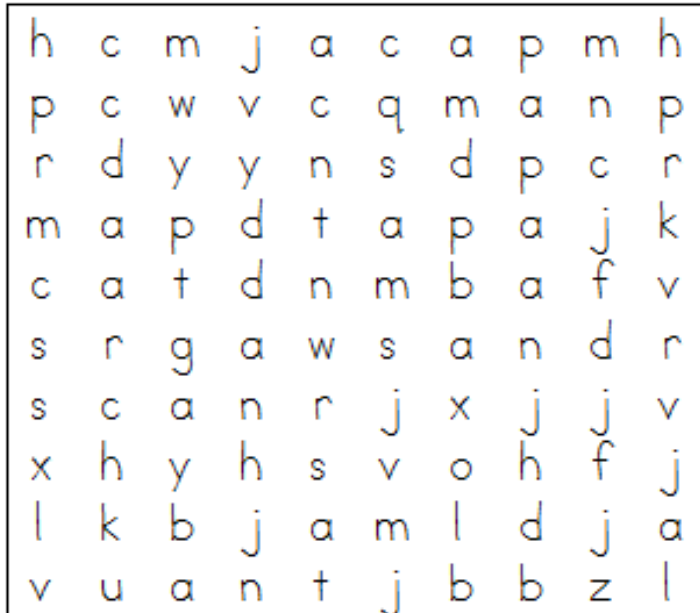 h c m j a c a p m h
p c w v c q m a n p
r d y y n s d p c r
m a p d t a p a j k
c a t d n m b a f v
s r g a w s a n d r
s c a n r j x j j v
x h y h s v o h f j
l k b j a m l d j a
v u a n t j b b z l